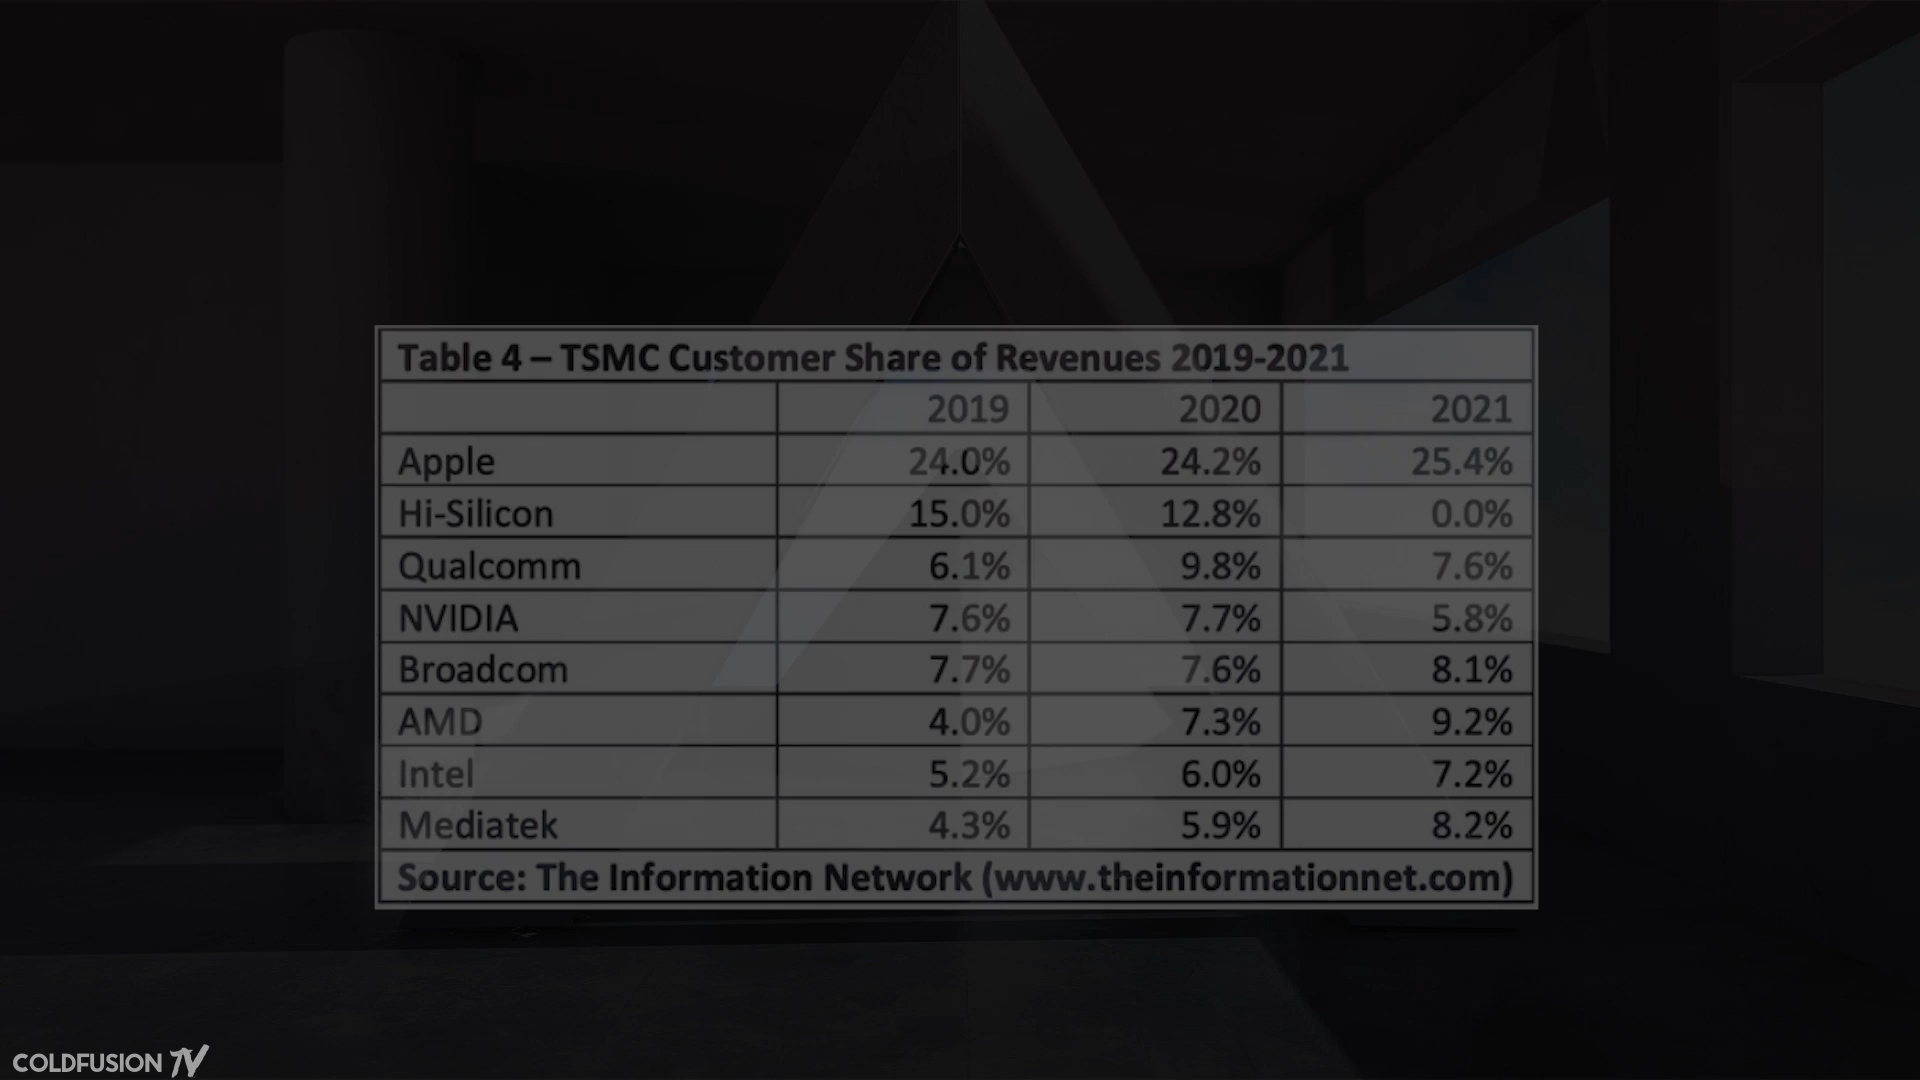 Table 4 – TSMC Customer Share of Revenues 2019-2021
2019 2020 2021
Apple 24.0% 24.2% 25.4%
Hi-Silicon 15.0% 12.8% 0.0%
Qualcomm 6.1% 9.8% 7.6%
NVIDIA 7.6% 7.7% 5.8%
Broadcom 7.7% 7.6% 8.1%
AMD 4.0% 7.3% 9.2%
Intel 5.2% 6.0% 7.2%
Mediatek 4.3% 5.9% 8.2%
Source: The Information Network (www.theinformationnet.com)
COLDFUSION TV